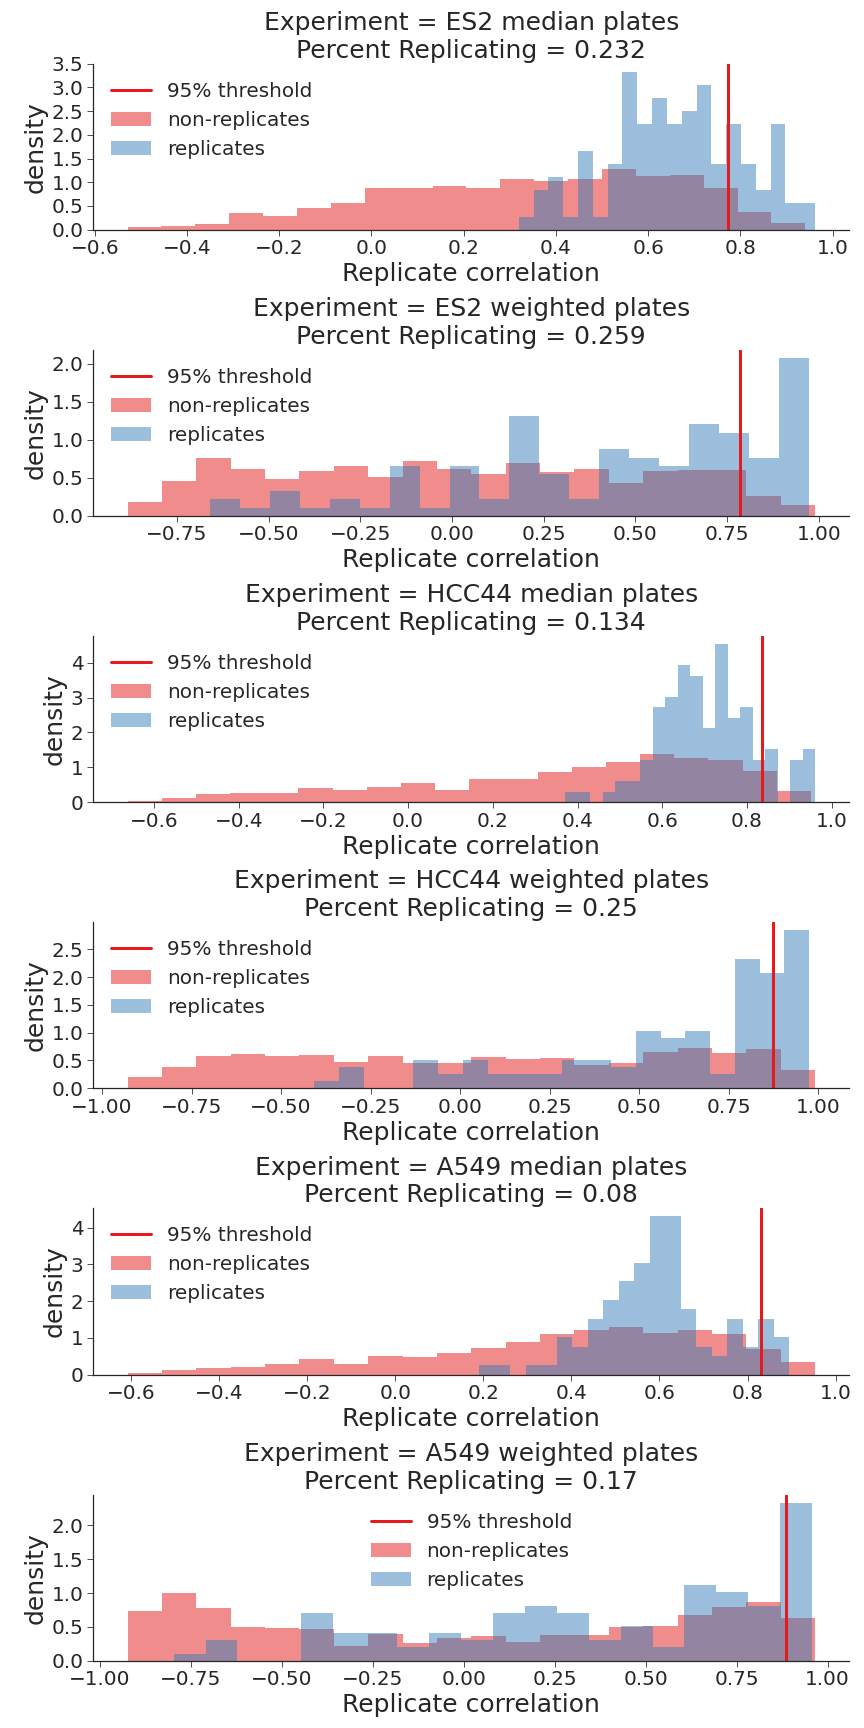 Experiment = ES2 median plates
Percent Replicating = 0.232
3.5
3.0
2.5
2.0
1.5
1.0
0.5
0.0
density
95% threshold
non-replicates
replicates
−0.6 −0.4 −0.2 0.0 0.2 0.4 0.6 0.8 1.0
Replicate correlation
Experiment = ES2 weighted plates
Percent Replicating = 0.259
2.0
1.5
1.0
0.5
0.0
density
95% threshold
non-replicates
replicates
−0.75 −0.50 −0.25 0.00 0.25 0.50 0.75 1.00
Replicate correlation
Experiment = HCC44 median plates
Percent Replicating = 0.134
4
3
2
1
0
density
95% threshold
non-replicates
replicates
−0.6 −0.4 −0.2 0.0 0.2 0.4 0.6 0.8 1.0
Replicate correlation
Experiment = HCC44 weighted plates
Percent Replicating = 0.25
2.5
2.0
1.5
1.0
0.5
0.0
density
95% threshold
non-replicates
replicates
−1.00 −0.75 −0.50 −0.25 0.00 0.25 0.50 0.75 1.00
Replicate correlation
Experiment = A549 median plates
Percent Replicating = 0.08
4
3
2
1
0
density
95% threshold
non-replicates
replicates
−0.6 −0.4 −0.2 0.0 0.2 0.4 0.6 0.8 1.0
Replicate correlation
Experiment = A549 weighted plates
Percent Replicating = 0.17
2.0
1.5
1.0
0.5
0.0
density
95% threshold
non-replicates
replicates
−1.00 −0.75 −0.50 −0.25 0.00 0.25 0.50 0.75 1.00
Replicate correlation